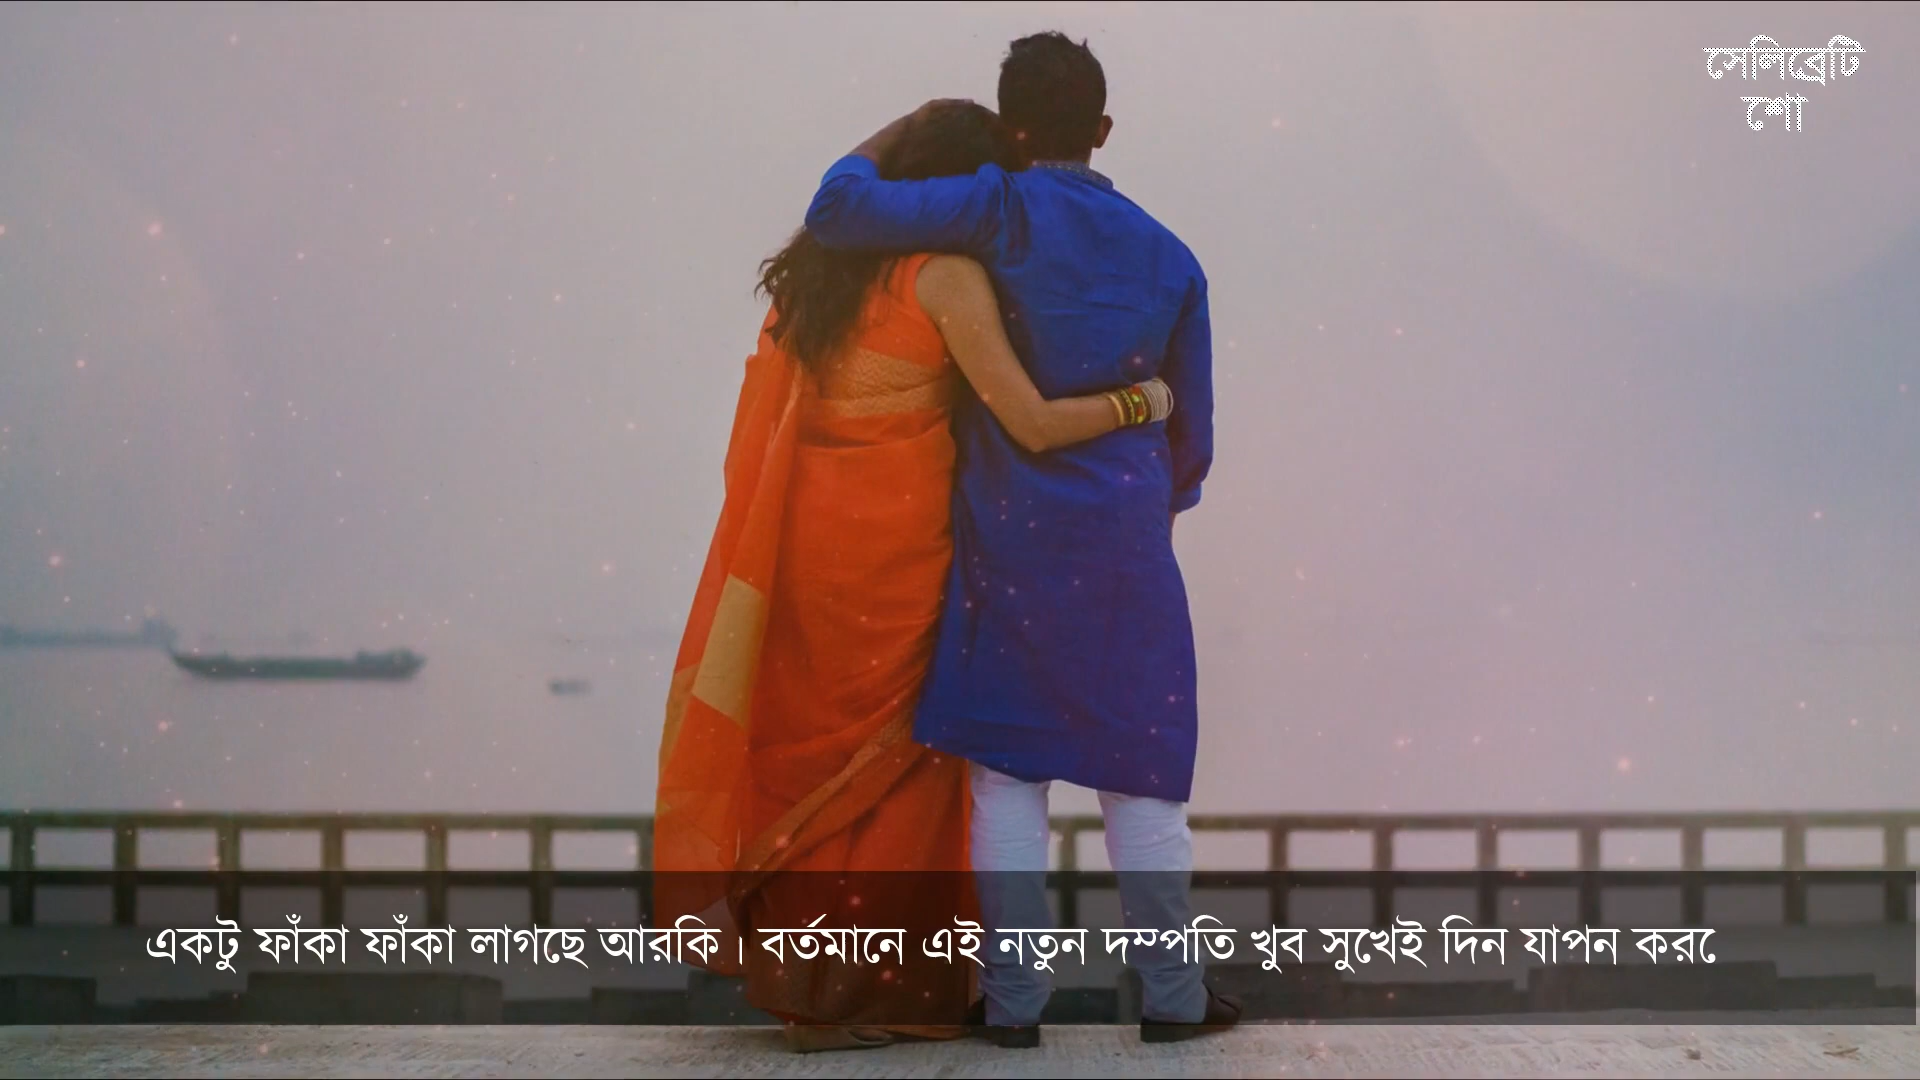 সেলিব্রেটি
শো
একটু ফাঁকা ফাঁকা লাগছে আরকি। বর্তমানে এই নতুন দম্পতি খুব সুখেই দিন যাপন করে